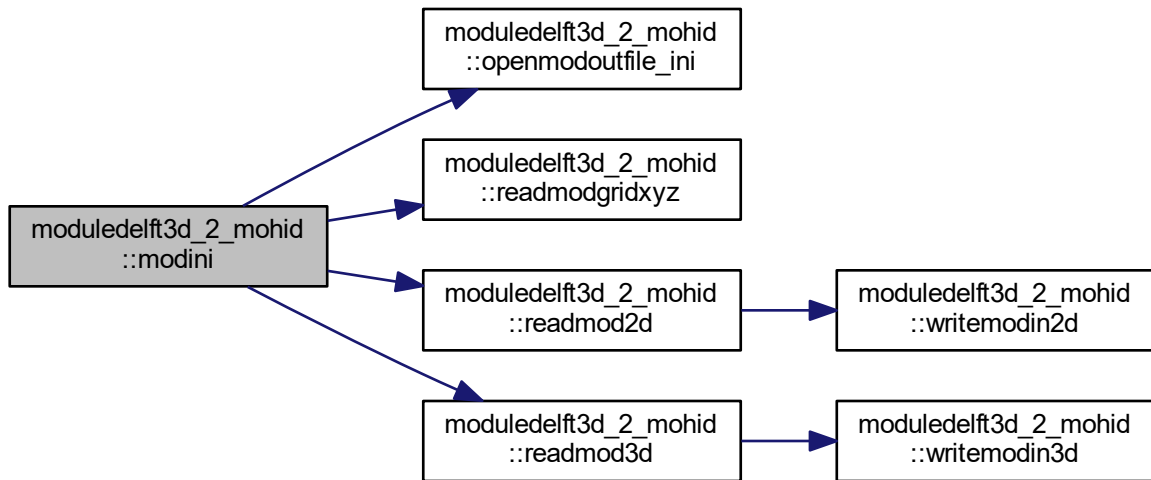 moduledelft3d_2_mohid
::openmodoutfile_ini
moduledelft3d_2_mohid
::readmodgridxyz
moduledelft3d_2_mohid
::modini
moduledelft3d_2_mohid
::readmod2d
moduledelft3d_2_mohid
::writemodin2d
moduledelft3d_2_mohid
::readmod3d
moduledelft3d_2_mohid
::writemodin3d